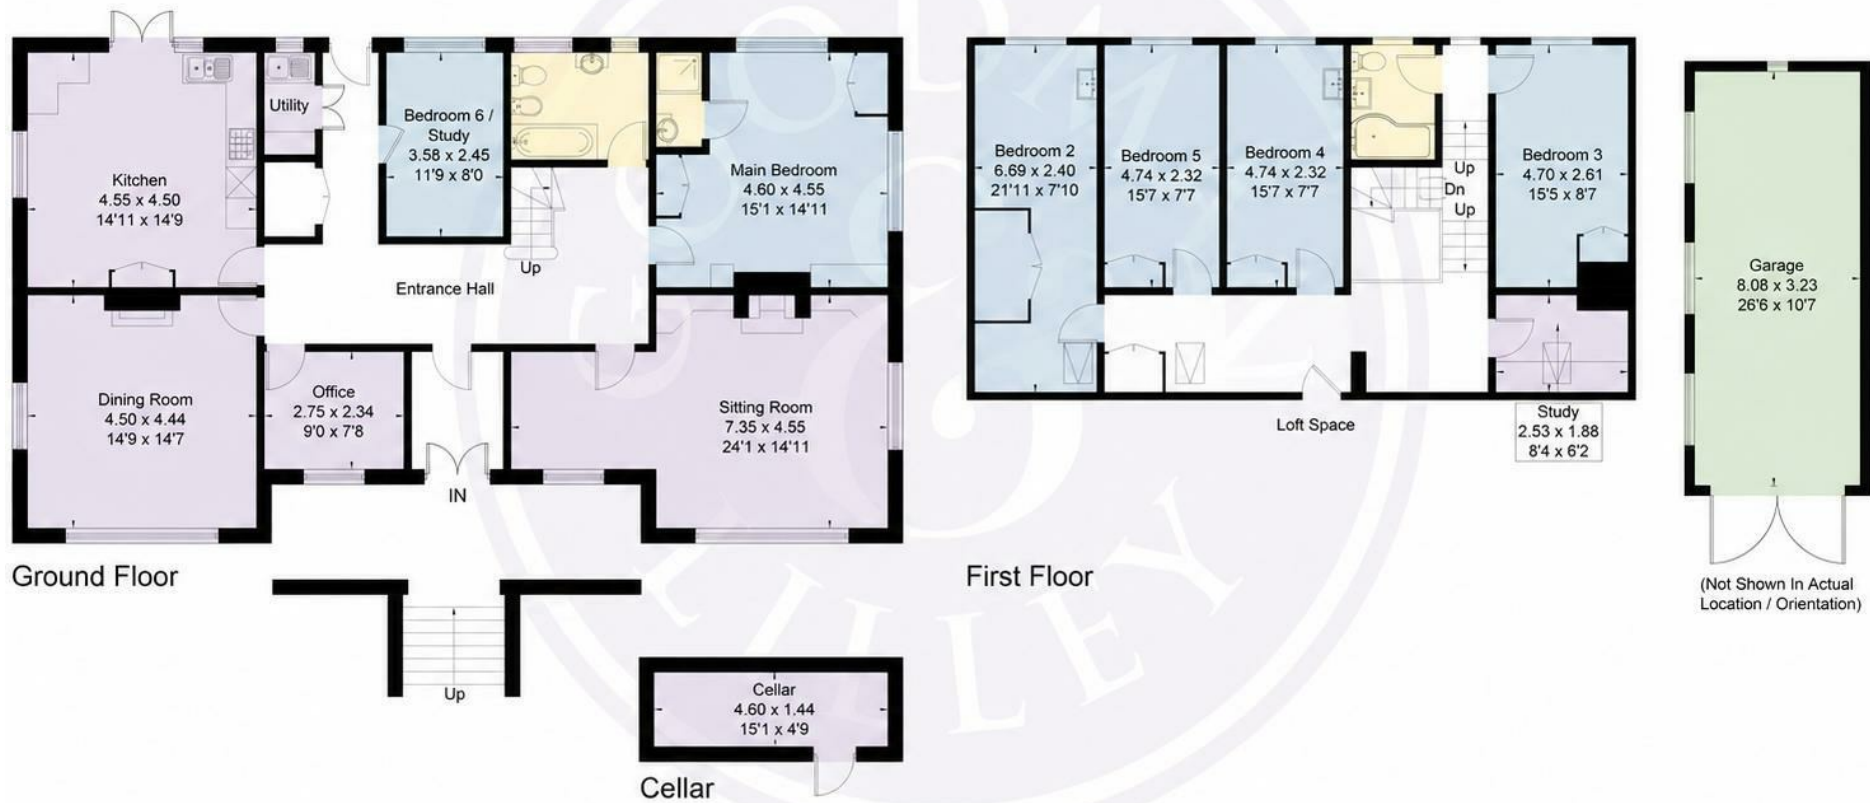 Utility
Kitchen
4.55 x 4.50
14'11 x 14'9
Bedroom 6 /
Study
3.58 x 2.45
11'9 x 8'0
Main Bedroom
4.60 x 4.55
15'1 x 14'11
Up
Entrance Hall
Dining Room
4.50 x 4.44
14'9 x 14'7
Office
2.75 x 2.34
9'0 x 7'8
Sitting Room
7.35 x 4.55
24'1 x 14'11
IN
Ground Floor
Up
Cellar
4.60 x 1.44
15'1 x 4'9
Cellar
Bedroom 2
6.69 x 2.40
21'11 x 7'10
Bedroom 5
4.74 x 2.32
15'7 x 7'7
Bedroom 4
4.74 x 2.32
15'7 x 7'7
Up
Dn
Up
Bedroom 3
4.70 x 2.61
15'5 x 8'7
Loft Space
Study
2.53 x 1.88
8'4 x 6'2
First Floor
Garage
8.08 x 3.23
26'6 x 10'7
(Not Shown In Actual
Location / Orientation)